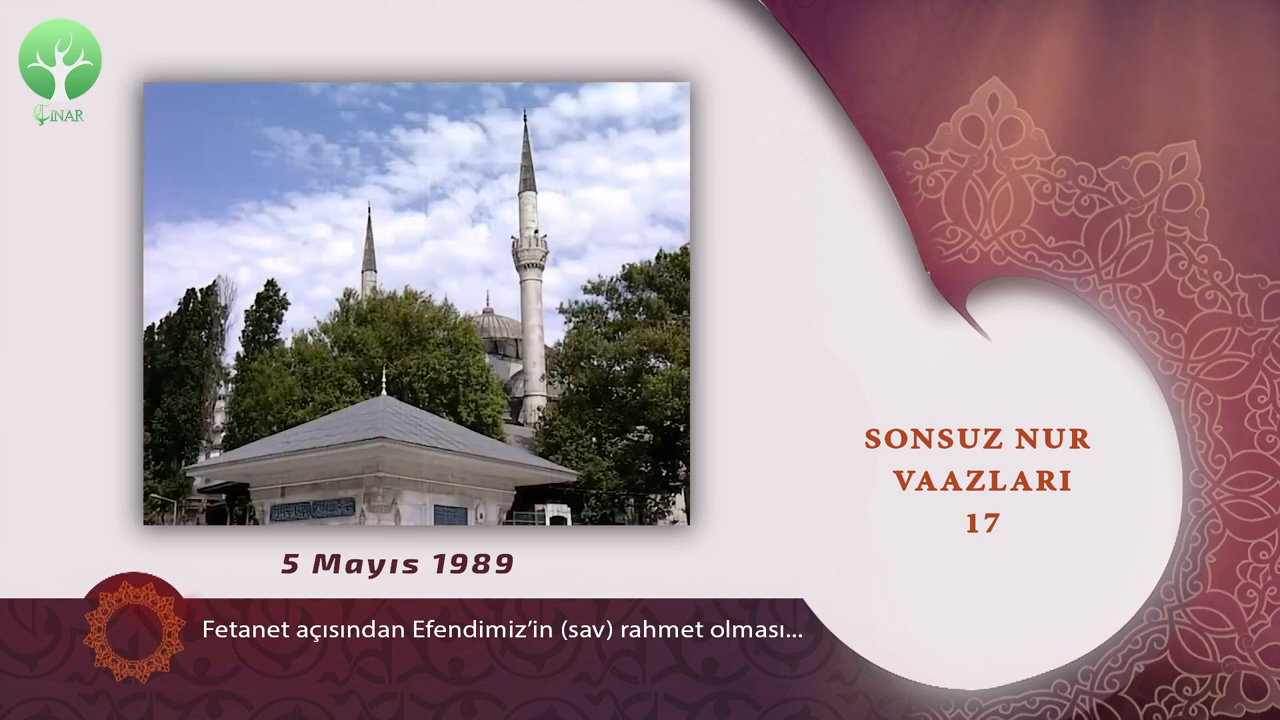 ÇINAR
SONSUZ NUR
VAAZLARI
17
5 Mayıs 1989
Fetanet açısından Efendimiz’in (sav) rahmet olması...